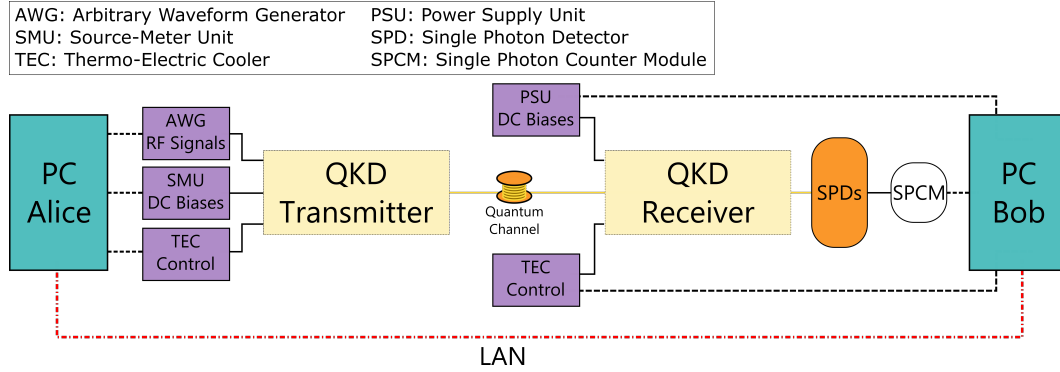 AWG: Arbitrary Waveform Generator
PSU: Power Supply Unit
SMU: Source-Meter Unit
SPD: Single Photon Detector
TEC: Thermo-Electric Cooler
SPCM: Single Photon Counter Module
PC
Alice
AWG
RF Signals
SMU
DC Biases
TEC
Control
QKD
Transmitter
Quantum
Channel
PSU
DC Biases
QKD
Receiver
TEC
Control
SPDs
SPCM
PC
Bob
LAN